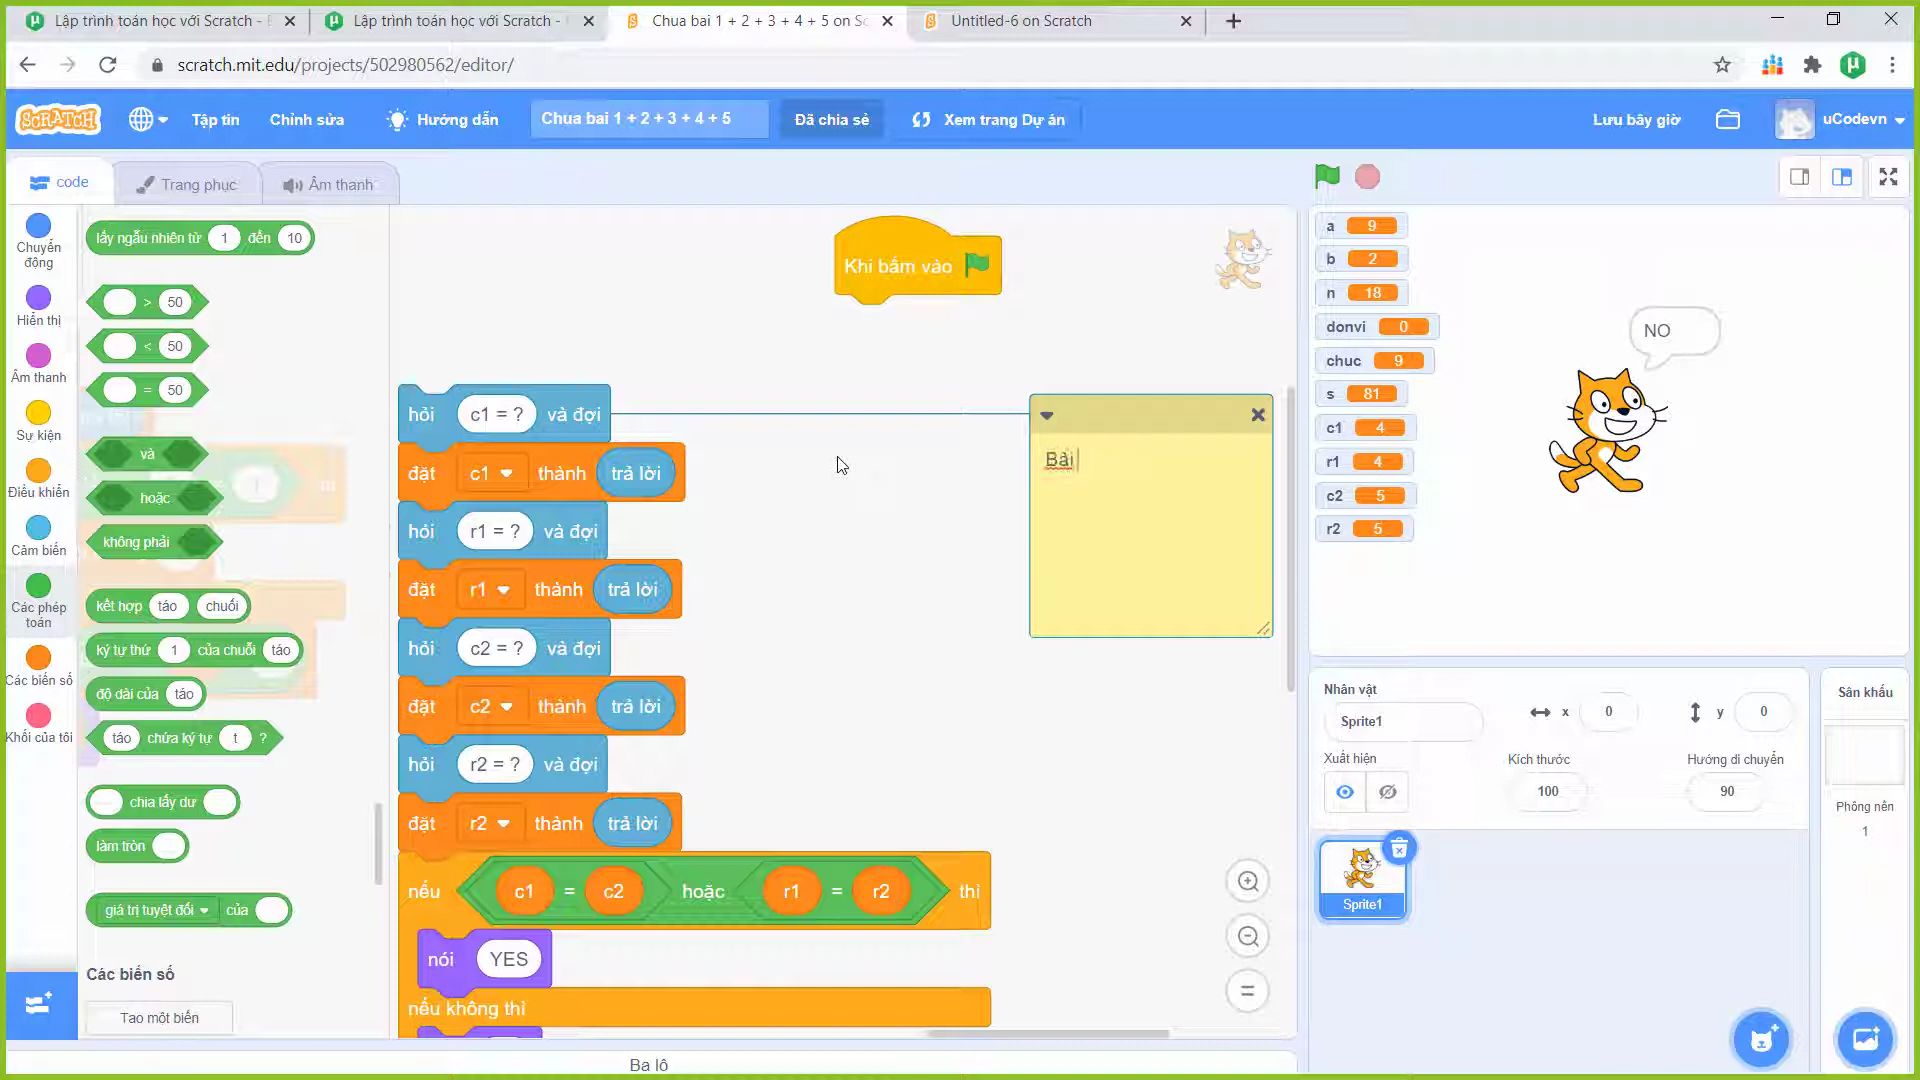 Lập trình toán học với Scratch - E
Lập trình toán học với Scratch -
Chua bai 1 + 2 + 3 + 4 + 5 on Sc
Untitled-6 on Scratch
scratch.mit.edu/projects/502980562/editor/
SCRATCH
Tập tin
Chỉnh sửa
Hướng dẫn
Chua bai 1 + 2 + 3 + 4 + 5
Đã chia sẻ
Xem trang Dự án
Lưu bây giờ
uCodevn
code
Trang phục
Âm thanh
Chuyển động
Hiển thị
Âm thanh
Sự kiện
Điều khiển
Cảm biến
Các phép toán
Các biến số
Khối của tôi
lấy ngẫu nhiên từ 1 đến 10
> 50
< 50
= 50
và
hoặc
không phải
kết hợp táo chuối
ký tự thứ 1 của chuỗi táo
độ dài của táo
táo chứa ký tự t ?
chia lấy dư
làm tròn
giá trị tuyệt đối của
Các biến số
Tạo một biến
Khi bấm vào
hỏi c1 = ? và đợi
đặt c1 thành trả lời
hỏi r1 = ? và đợi
đặt r1 thành trả lời
hỏi c2 = ? và đợi
đặt c2 thành trả lời
hỏi r2 = ? và đợi
đặt r2 thành trả lời
nếu c1 = c2 hoặc r1 = r2 thì
nói YES
nếu không thì
Bài
Ba lô
a 9
b 2
n 18
donvi 0
chuc 9
s 81
c1 4
r1 4
c2 5
r2 5
NO
Nhân vật
Sprite1
x 0
y 0
Xuất hiện
Kích thước
100
Hướng di chuyển
90
Sprite1
Sân khấu
Phông nền
1